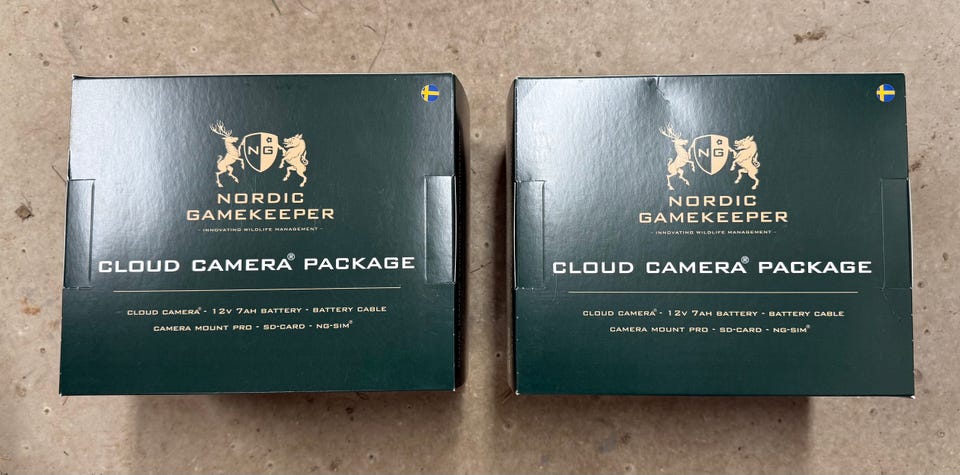 NG
NORDIC
GAMEKEEPER
- INNOVATING WILDLIFE MANAGEMENT -
CLOUD CAMERA® PACKAGE
CLOUD CAMERA® - 12V 7AH BATTERY - BATTERY CABLE
CAMERA MOUNT PRO - SD-CARD - NG-SIM®
NG
NORDIC
GAMEKEEPER
- INNOVATING WILDLIFE MANAGEMENT -
CLOUD CAMERA® PACKAGE
CLOUD CAMERA® - 12V 7AH BATTERY - BATTERY CABLE
CAMERA MOUNT PRO - SD-CARD - NG-SIM®